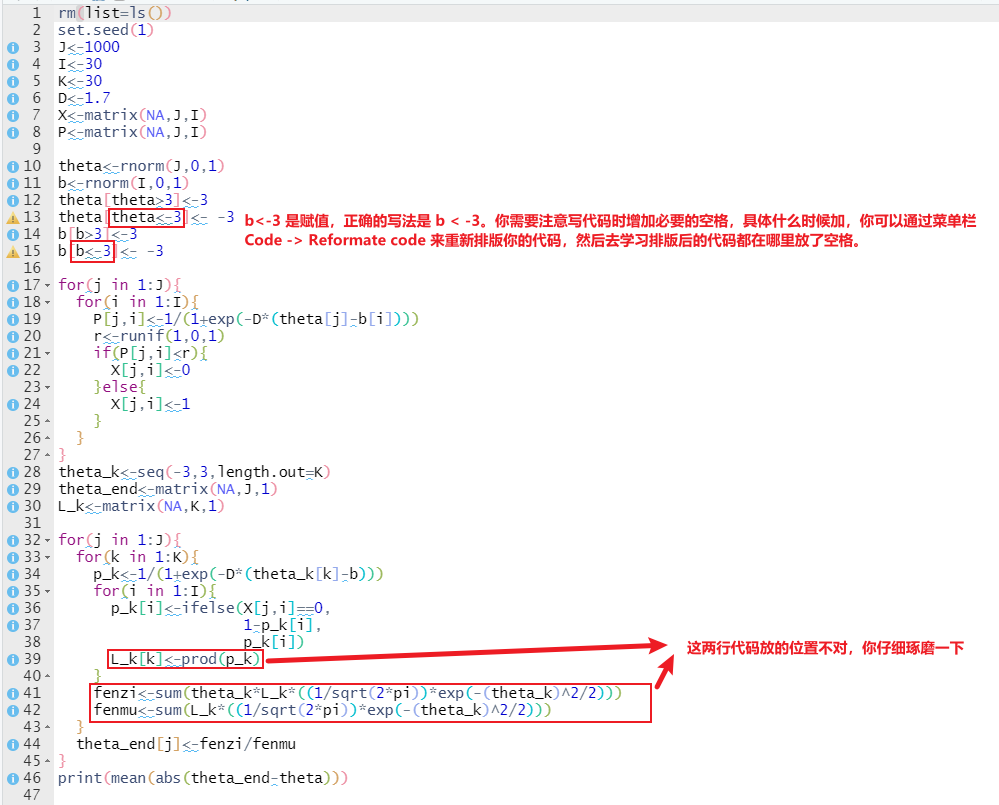 1 rm(list=ls())
2 set.seed(1)
3 J<-1000
4 I<-30
5 K<-30
6 D<-1.7
7 X<-matrix(NA,J,I)
8 P<-matrix(NA,J,I)
9
10 theta<-rnorm(J,0,1)
11 b<-rnorm(I,0,1)
12 theta[theta>3]<-3
13 theta[theta<-3]<- -3 b<-3 是赋值，正确的写法是 b < -3。你需要注意写代码时增加必要的空格，具体什么时候加，你可以通过菜单栏
14 b[b>3]<-3 Code -> Reformate code 来重新排版你的代码，然后去学习排版后的代码都在哪里放了空格。
15 b[b<-3]<- -3
16
17 for(j in 1:J){
18 for(i in 1:I){
19 P[j,i]<-1/(1+exp(-D*(theta[j]-b[i])))
20 r<-runif(1,0,1)
21 if(P[j,i]<r){
22 X[j,i]<-0
23 }else{
24 X[j,i]<-1
25 }
26 }
27 }
28 theta_k<-seq(-3,3,length.out=K)
29 theta_end<-matrix(NA,J,1)
30 L_k<-matrix(NA,K,1)
31
32 for(j in 1:J){
33 for(k in 1:K){
34 p_k<-1/(1+exp(-D*(theta_k[k]-b)))
35 for(i in 1:I){
36 p_k[i]<-ifelse(X[j,i]==0,
37 1-p_k[i],
38 p_k[i])
39 L_k[k]<-prod(p_k) 这两行代码放的位置不对，你仔细琢磨一下
40 }
41 fenzi<-sum(theta_k*L_k*((1/sqrt(2*pi))*exp(-(theta_k)^2/2)))
42 fenmu<-sum(L_k*((1/sqrt(2*pi))*exp(-(theta_k)^2/2)))
43 }
44 theta_end[j]<-fenzi/fenmu
45 }
46 print(mean(abs(theta_end-theta)))
47